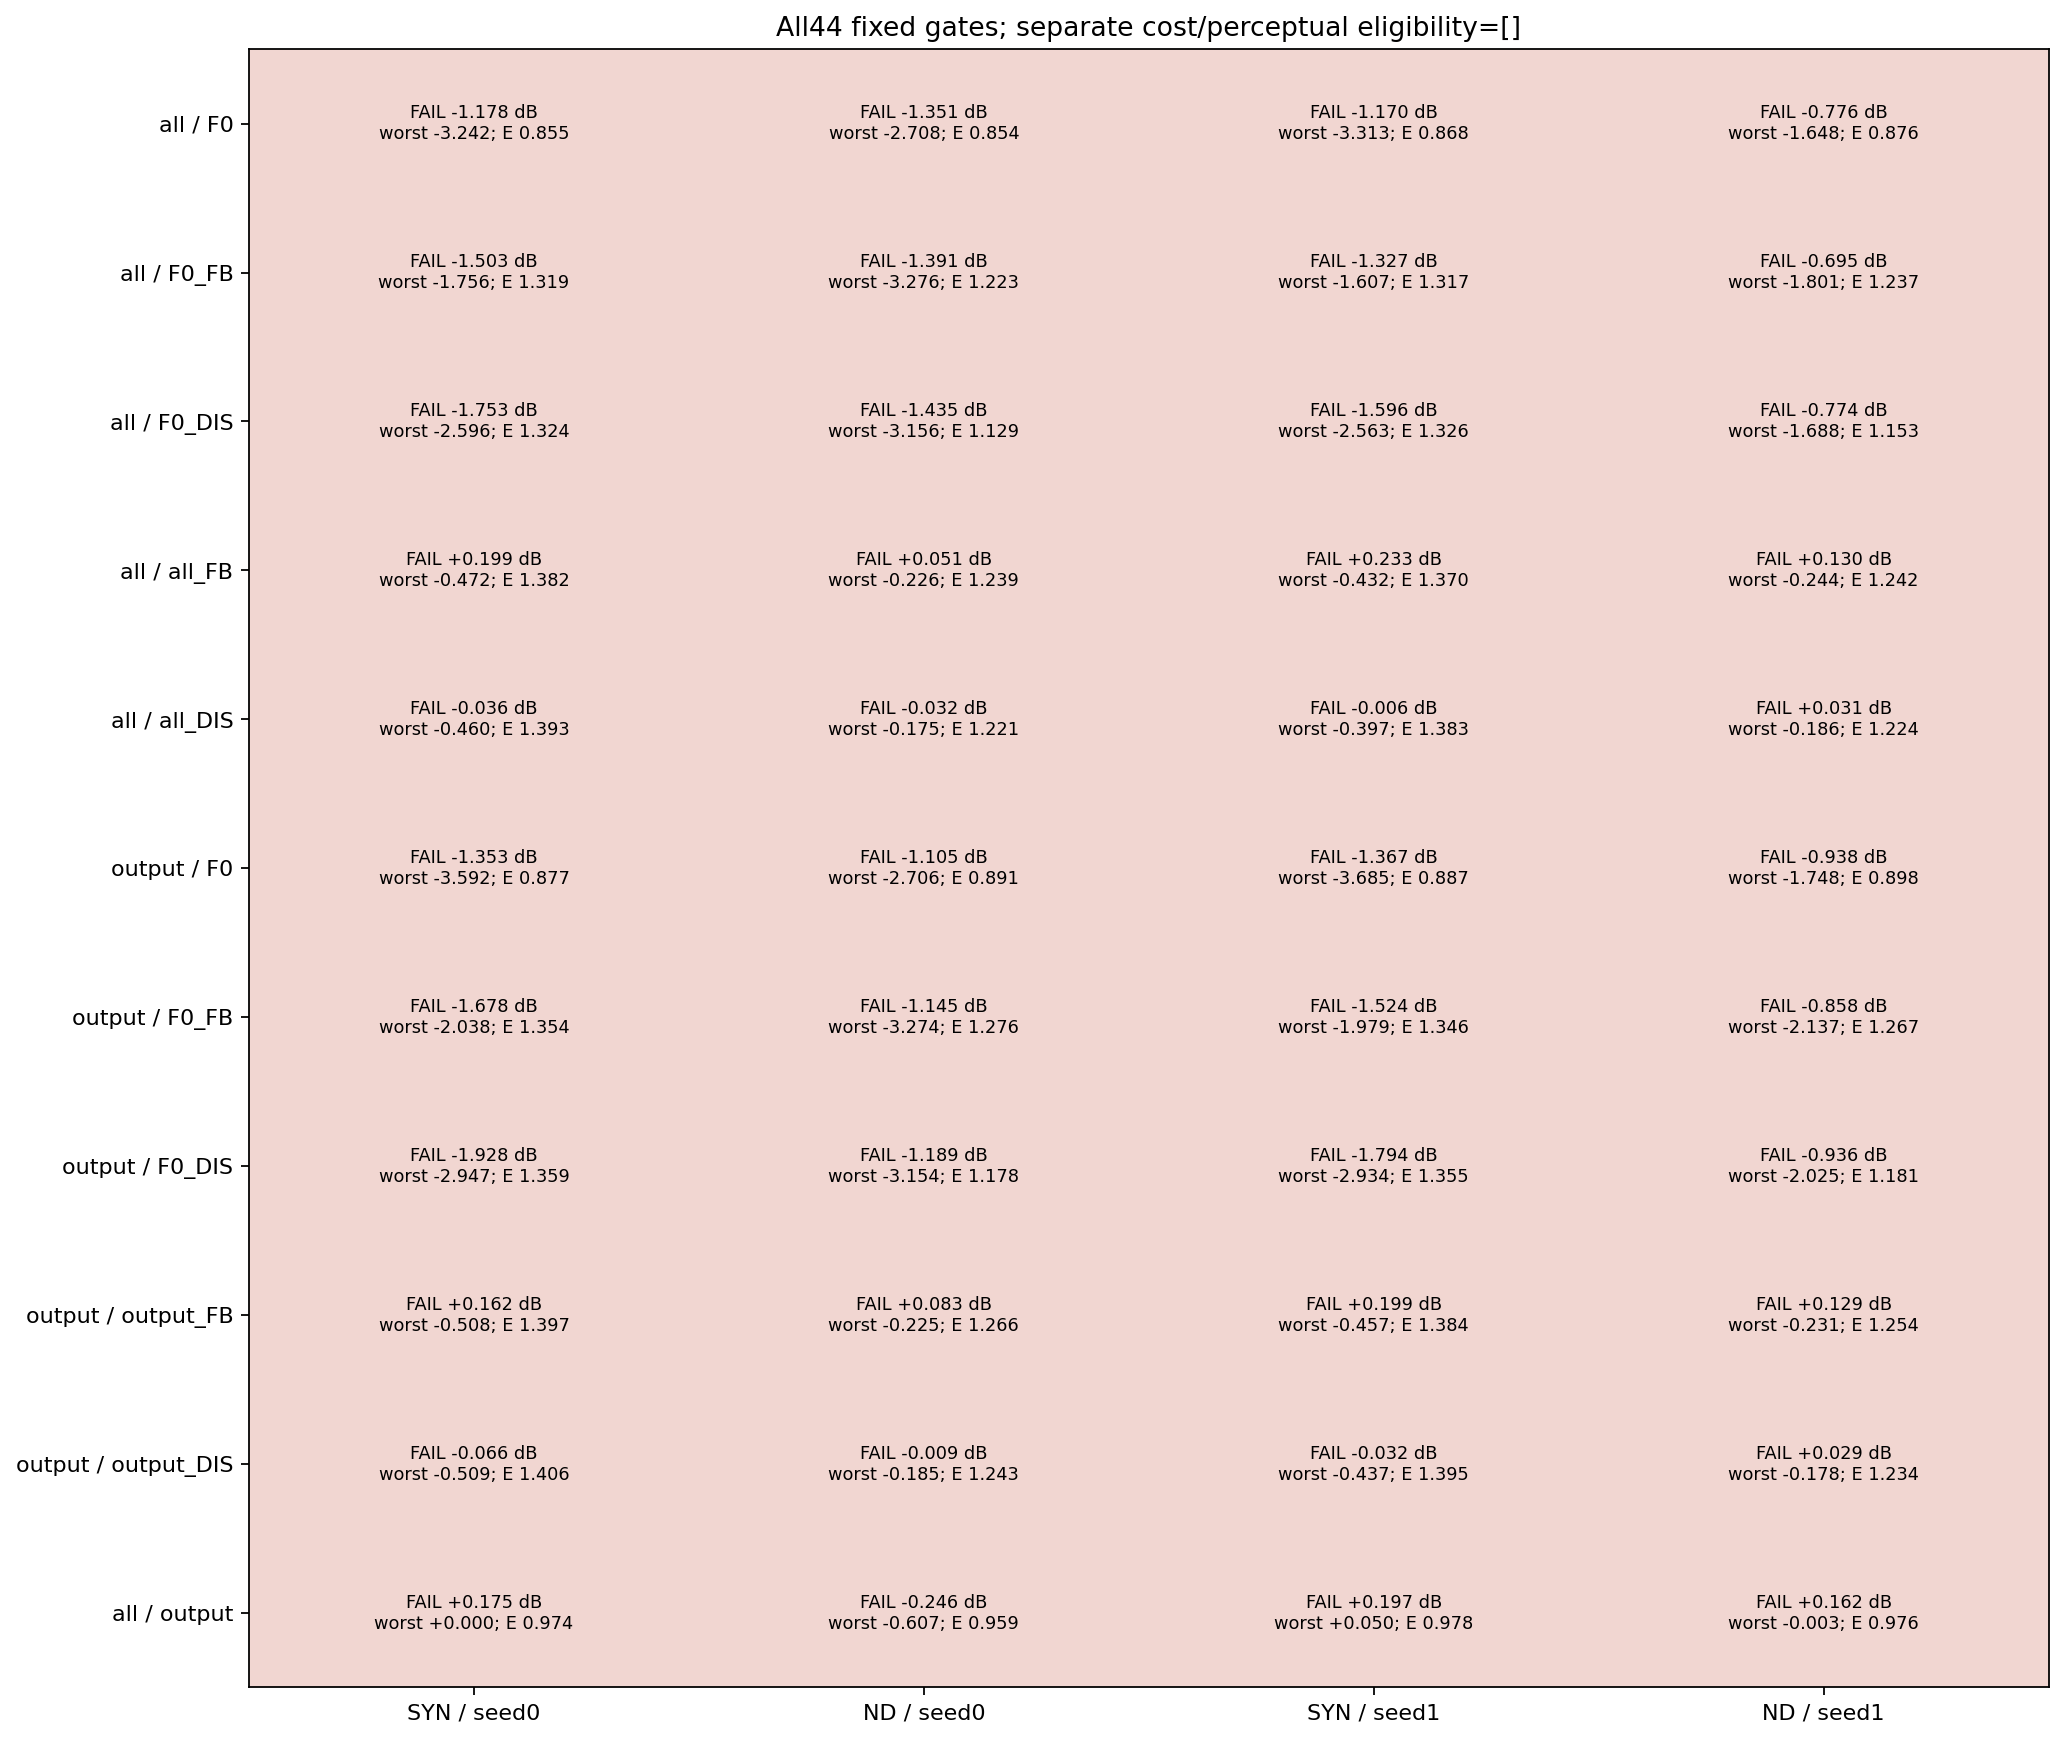 All44 fixed gates; separate cost/perceptual eligibility=[]
all / F0
FAIL -1.178 dB
worst -3.242; E 0.855
FAIL -1.351 dB
worst -2.708; E 0.854
FAIL -1.170 dB
worst -3.313; E 0.868
FAIL -0.776 dB
worst -1.648; E 0.876
all / F0_FB
FAIL -1.503 dB
worst -1.756; E 1.319
FAIL -1.391 dB
worst -3.276; E 1.223
FAIL -1.327 dB
worst -1.607; E 1.317
FAIL -0.695 dB
worst -1.801; E 1.237
all / F0_DIS
FAIL -1.753 dB
worst -2.596; E 1.324
FAIL -1.435 dB
worst -3.156; E 1.129
FAIL -1.596 dB
worst -2.563; E 1.326
FAIL -0.774 dB
worst -1.688; E 1.153
all / all_FB
FAIL +0.199 dB
worst -0.472; E 1.382
FAIL +0.051 dB
worst -0.226; E 1.239
FAIL +0.233 dB
worst -0.432; E 1.370
FAIL +0.130 dB
worst -0.244; E 1.242
all / all_DIS
FAIL -0.036 dB
worst -0.460; E 1.393
FAIL -0.032 dB
worst -0.175; E 1.221
FAIL -0.006 dB
worst -0.397; E 1.383
FAIL +0.031 dB
worst -0.186; E 1.224
output / F0
FAIL -1.353 dB
worst -3.592; E 0.877
FAIL -1.105 dB
worst -2.706; E 0.891
FAIL -1.367 dB
worst -3.685; E 0.887
FAIL -0.938 dB
worst -1.748; E 0.898
output / F0_FB
FAIL -1.678 dB
worst -2.038; E 1.354
FAIL -1.145 dB
worst -3.274; E 1.276
FAIL -1.524 dB
worst -1.979; E 1.346
FAIL -0.858 dB
worst -2.137; E 1.267
output / F0_DIS
FAIL -1.928 dB
worst -2.947; E 1.359
FAIL -1.189 dB
worst -3.154; E 1.178
FAIL -1.794 dB
worst -2.934; E 1.355
FAIL -0.936 dB
worst -2.025; E 1.181
output / output_FB
FAIL +0.162 dB
worst -0.508; E 1.397
FAIL +0.083 dB
worst -0.225; E 1.266
FAIL +0.199 dB
worst -0.457; E 1.384
FAIL +0.129 dB
worst -0.231; E 1.254
output / output_DIS
FAIL -0.066 dB
worst -0.509; E 1.406
FAIL -0.009 dB
worst -0.185; E 1.243
FAIL -0.032 dB
worst -0.437; E 1.395
FAIL +0.029 dB
worst -0.178; E 1.234
all / output
FAIL +0.175 dB
worst +0.000; E 0.974
FAIL -0.246 dB
worst -0.607; E 0.959
FAIL +0.197 dB
worst +0.050; E 0.978
FAIL +0.162 dB
worst -0.003; E 0.976
SYN / seed0
ND / seed0
SYN / seed1
ND / seed1